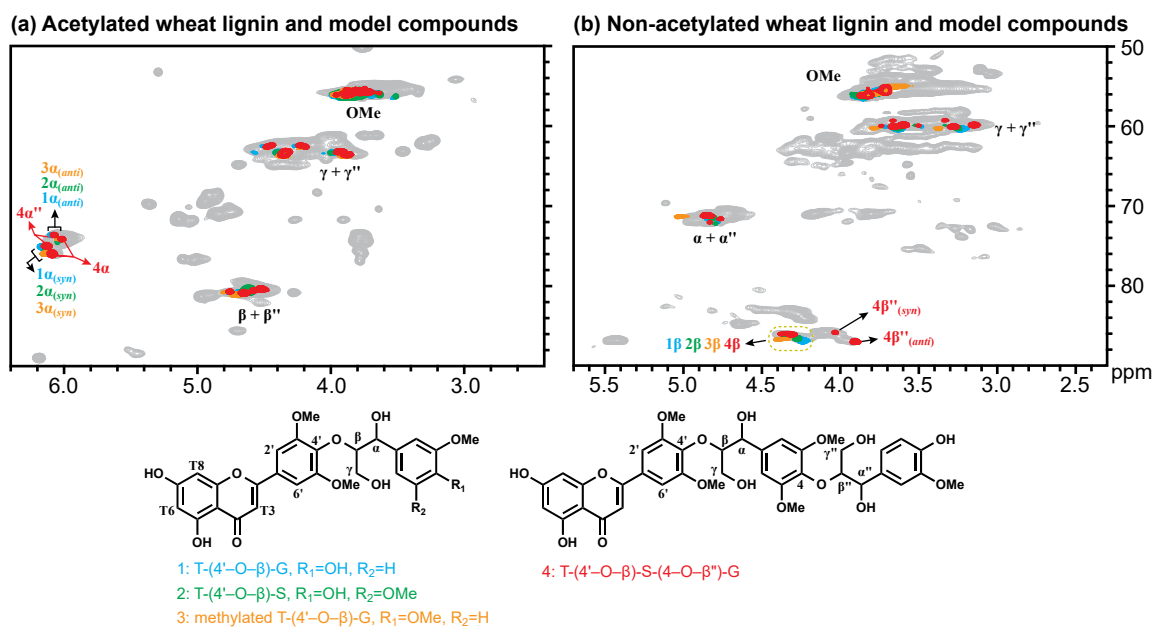 (a) Acetylated wheat lignin and model compounds
(b) Non-acetylated wheat lignin and model compounds
OMe
γ + γ''
3α(anti)
2α(anti)
1α(anti)
4α''
4α
1α(syn)
2α(syn)
3α(syn)
β + β''
6.0 5.0 4.0 3.0
OMe
γ + γ''
α + α''
4β''(syn)
1β 2β 3β 4β
4β''(anti)
50
60
70
80
ppm
5.5 5.0 4.5 4.0 3.5 3.0 2.5
OMe OH
2' 4' O β α OMe
γ
HO T8 O 6' OMe OH R1
R2
T6 T3
OH O
OMe OH
2' 4' O β α OMe OH OH
γ γ''
HO O 6' OMe OH 4 O β'' α'' OMe
OMe OH
OH O
1: T-(4'–O–β)-G, R1=OH, R2=H
2: T-(4'–O–β)-S, R1=OH, R2=OMe
3: methylated T-(4'–O–β)-G, R1=OMe, R2=H
4: T-(4'–O–β)-S-(4–O–β'')-G